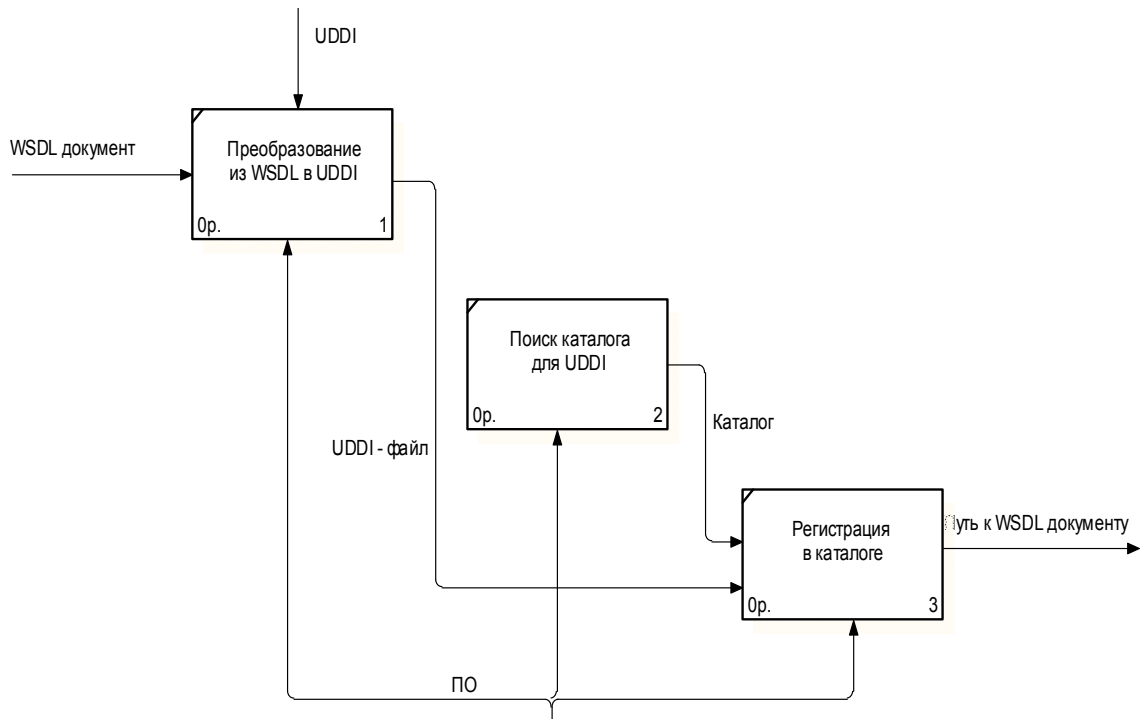 UDDI
WSDL документ
Преобразование
из WSDL в UDDI
0р.
1
Поиск каталога
для UDDI
0р.
2
Каталог
UDDI - файл
Регистрация
в каталоге
0р.
3
Путь к WSDL документу
ПО